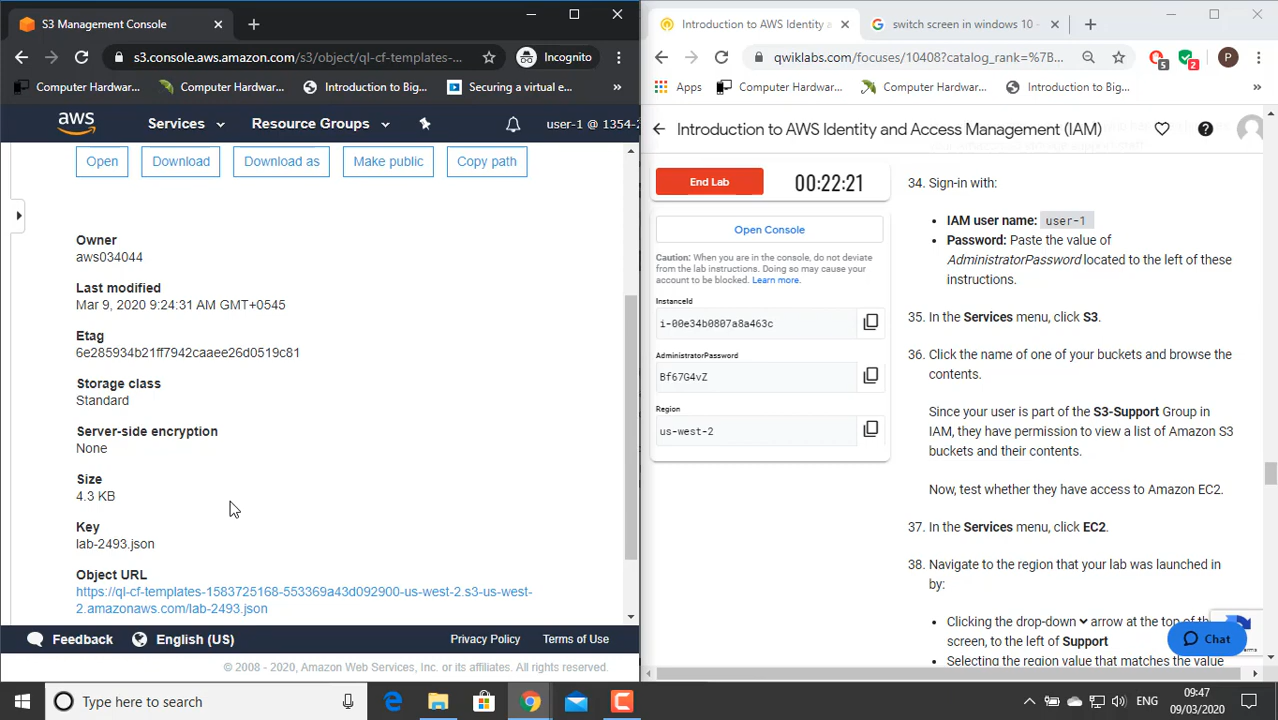 S3 Management Console
s3.console.aws.amazon.com/s3/object/ql-cf-templates-...
Incognito
Computer Hardwar...
Computer Hardwar...
Introduction to Big...
Securing a virtual e...
»
aws
Services
Resource Groups
user-1 @ 1354-2
Open
Download
Download as
Make public
Copy path
Owner
aws034044
Last modified
Mar 9, 2020 9:24:31 AM GMT+0545
Etag
6e285934b21ff7942caaee26d0519c81
Storage class
Standard
Server-side encryption
None
Size
4.3 KB
Key
lab-2493.json
Object URL
https://ql-cf-templates-1583725168-553369a43d092900-us-west-2.s3-us-west-
2.amazonaws.com/lab-2493.json
Feedback
English (US)
Privacy Policy
Terms of Use
© 2008 - 2020, Amazon Web Services, Inc. or its affiliates. All rights reserved.
Introduction to AWS Identity a
switch screen in windows 10 -
qwiklabs.com/focuses/10408?catalog_rank=%7B...
5
2
P
Apps
Computer Hardwar...
Computer Hardwar...
Introduction to Big...
»
Introduction to AWS Identity and Access Management (IAM)
End Lab
00:22:21
Open Console
Caution: When you are in the console, do not deviate
from the lab instructions. Doing so may cause your
account to be blocked. Learn more.
InstanceId
i-00e34b0807a8a463c
AdministratorPassword
Bf67G4vZ
Region
us-west-2
34. Sign-in with:
• IAM user name: user-1
• Password: Paste the value of
AdministratorPassword located to the left of these
instructions.
35. In the Services menu, click S3.
36. Click the name of one of your buckets and browse the
contents.
Since your user is part of the S3-Support Group in
IAM, they have permission to view a list of Amazon S3
buckets and their contents.
Now, test whether they have access to Amazon EC2.
37. In the Services menu, click EC2.
38. Navigate to the region that your lab was launched in
by:
• Clicking the drop-down arrow at the top of the
screen, to the left of Support
• Selecting the region value that matches the value
Chat
Type here to search
ENG
09:47
09/03/2020